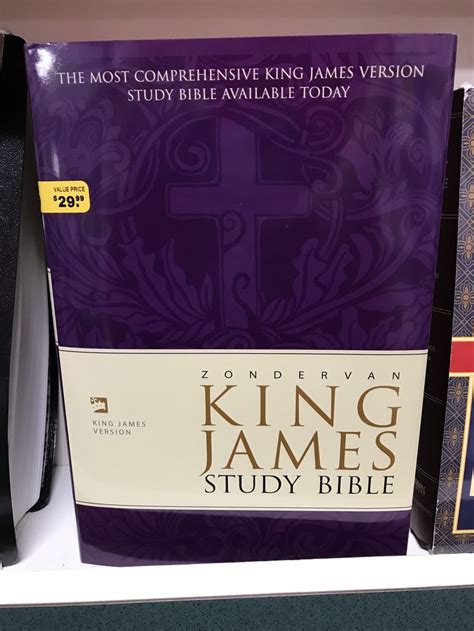 THE MOST COMPREHENSIVE KING JAMES VERSION
STUDY BIBLE AVAILABLE TODAY
VALUE PRICE
$29.99
ZONDERVAN
KING
JAMES
STUDY BIBLE
KING JAMES
VERSION